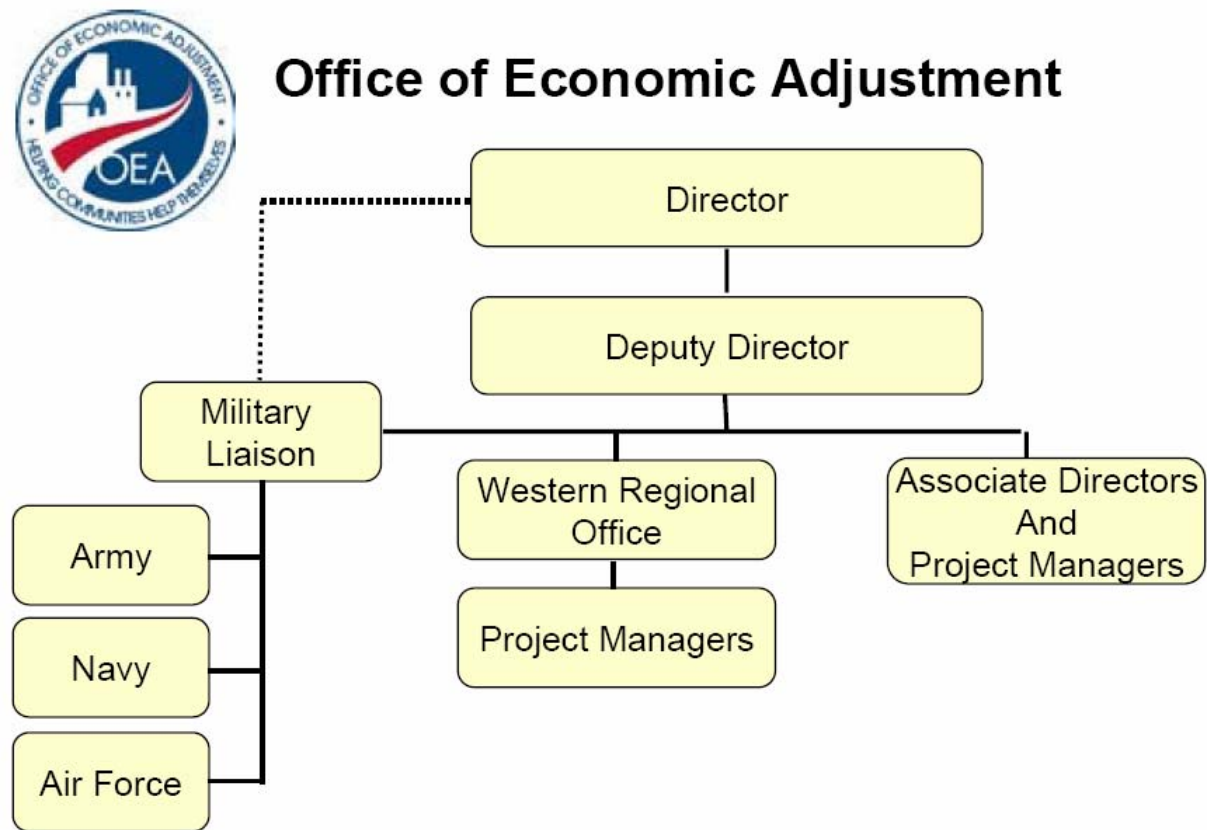 OFFICE OF ECONOMIC ADJUSTMENT
HELPING COMMUNITIES HELP THEMSELVES
OEA
Office of Economic Adjustment
Director
Deputy Director
Military
Liaison
Western Regional
Office
Associate Directors
And
Project Managers
Army
Project Managers
Navy
Air Force